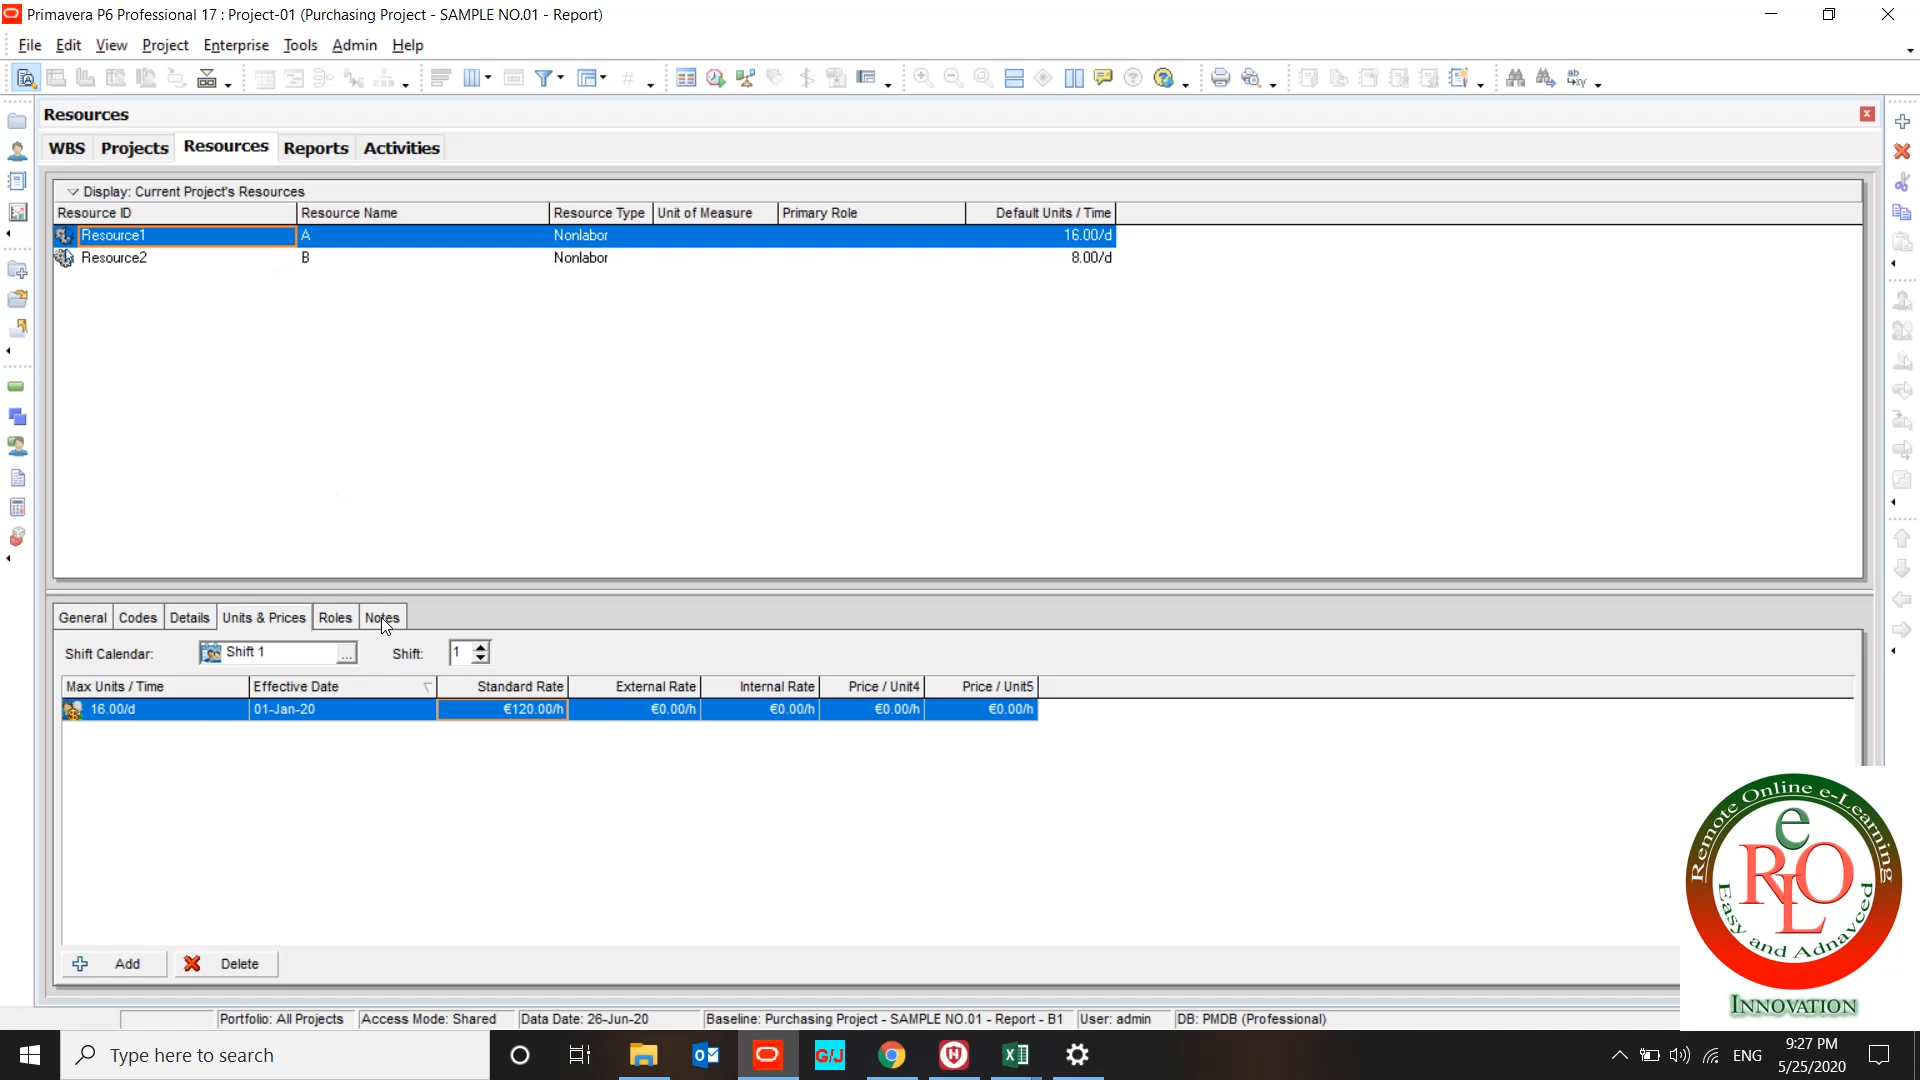 Primavera P6 Professional 17 : Project-01 (Purchasing Project - SAMPLE NO.01 - Report)
File Edit View Project Enterprise Tools Admin Help
Resources
WBS Projects Resources Reports Activities
Display: Current Project's Resources
Resource ID Resource Name Resource Type Unit of Measure Primary Role Default Units / Time
Resource1 A Nonlabor 16.00/d
Resource2 B Nonlabor 8.00/d
General Codes Details Units & Prices Roles Notes
Shift Calendar: Shift 1 ... Shift: 1
Max Units / Time Effective Date Standard Rate External Rate Internal Rate Price / Unit4 Price / Unit5
16.00/d 01-Jan-20 €120.00/h €0.00/h €0.00/h €0.00/h €0.00/h
Add Delete
Remote Online e-Learning
e
ROL
Easy and Adnavced
INNOVATION
Portfolio: All Projects Access Mode: Shared Data Date: 26-Jun-20 Baseline: Purchasing Project - SAMPLE NO.01 - Report - B1 User: admin DB: PMDB (Professional)
Type here to search G/J ENG 9:27 PM
5/25/2020